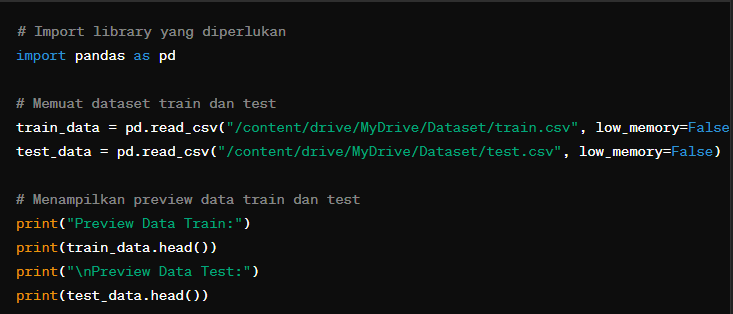 # Import library yang diperlukan
import pandas as pd
# Memuat dataset train dan test
train_data = pd.read_csv("/content/drive/MyDrive/Dataset/train.csv", low_memory=False
test_data = pd.read_csv("/content/drive/MyDrive/Dataset/test.csv", low_memory=False)
# Menampilkan preview data train dan test
print("Preview Data Train:")
print(train_data.head())
print("\nPreview Data Test:")
print(test_data.head())